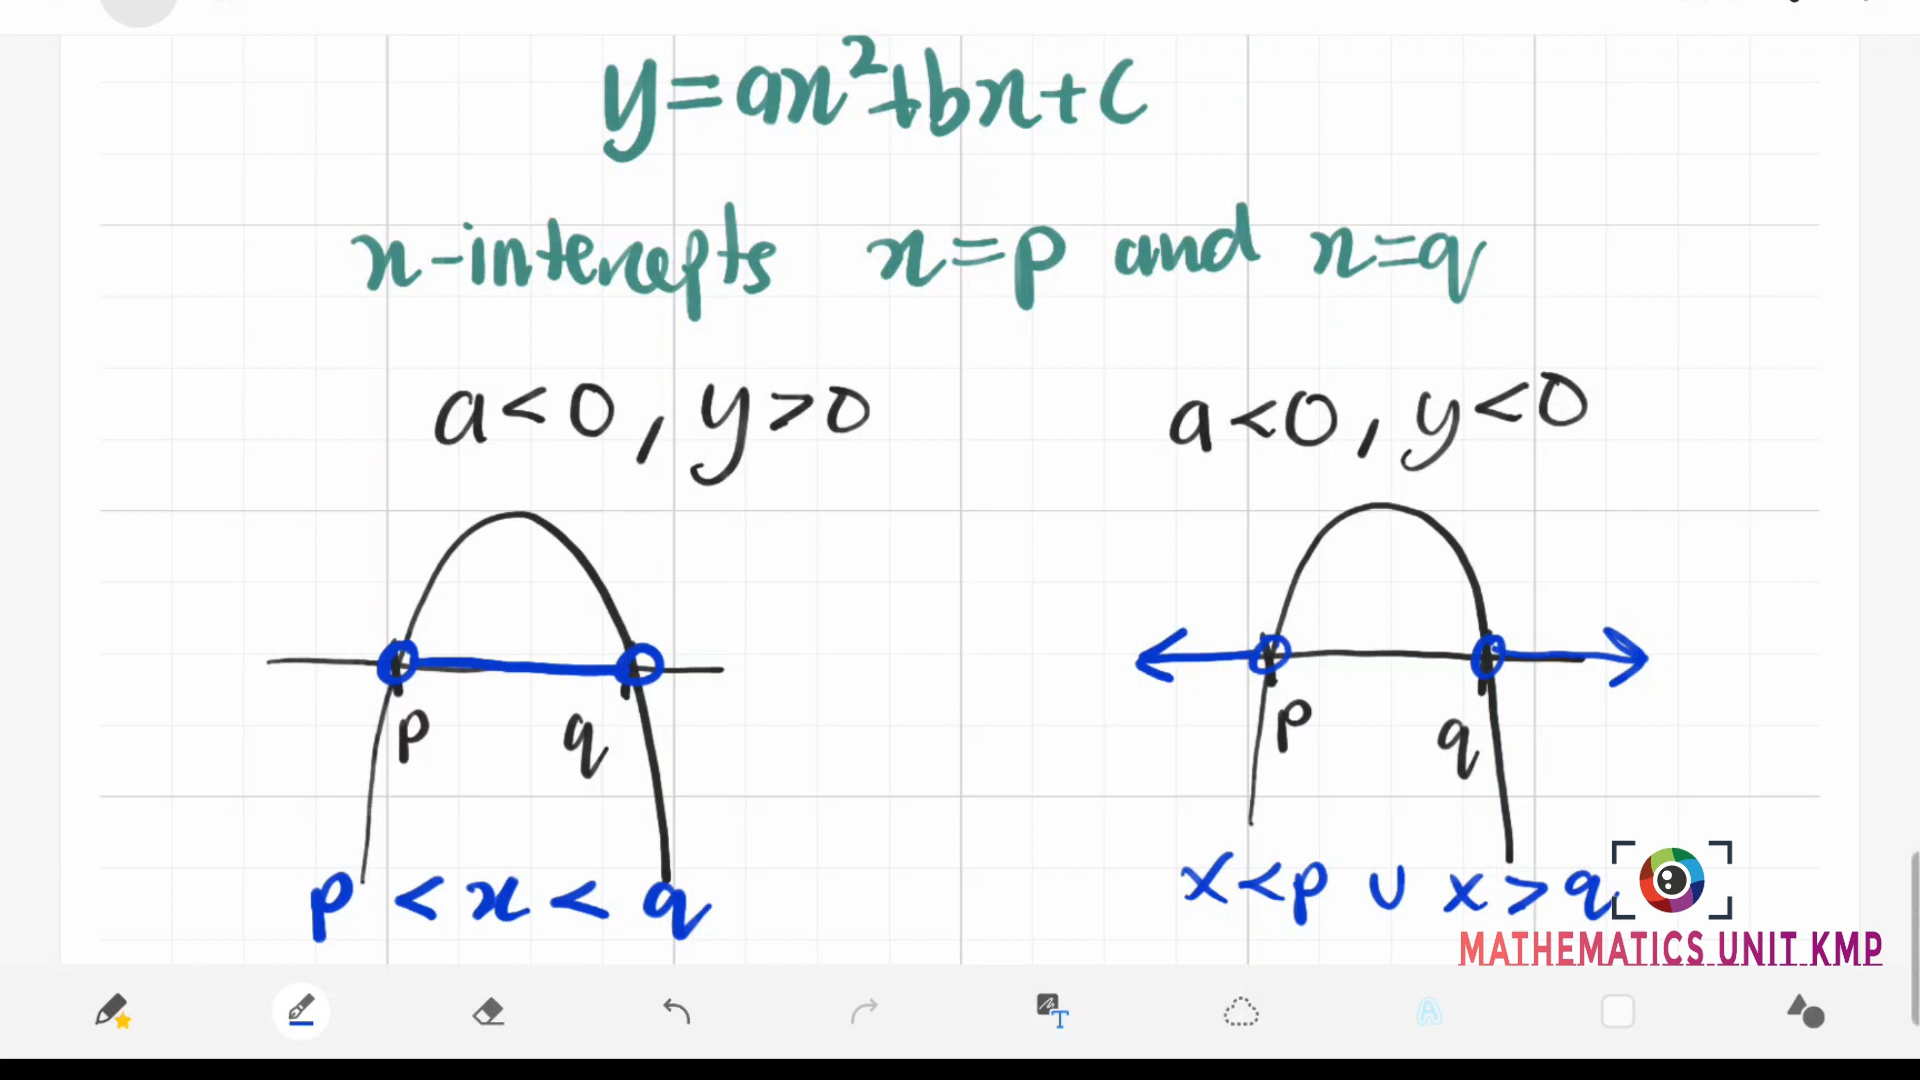 y=ax²+bx+c
x-intercepts x=p and x=q
a<0, y>0
a<0, y<0
p q
p q
p < x < q
x<p ∪ x>q
MATHEMATICS UNIT KMP